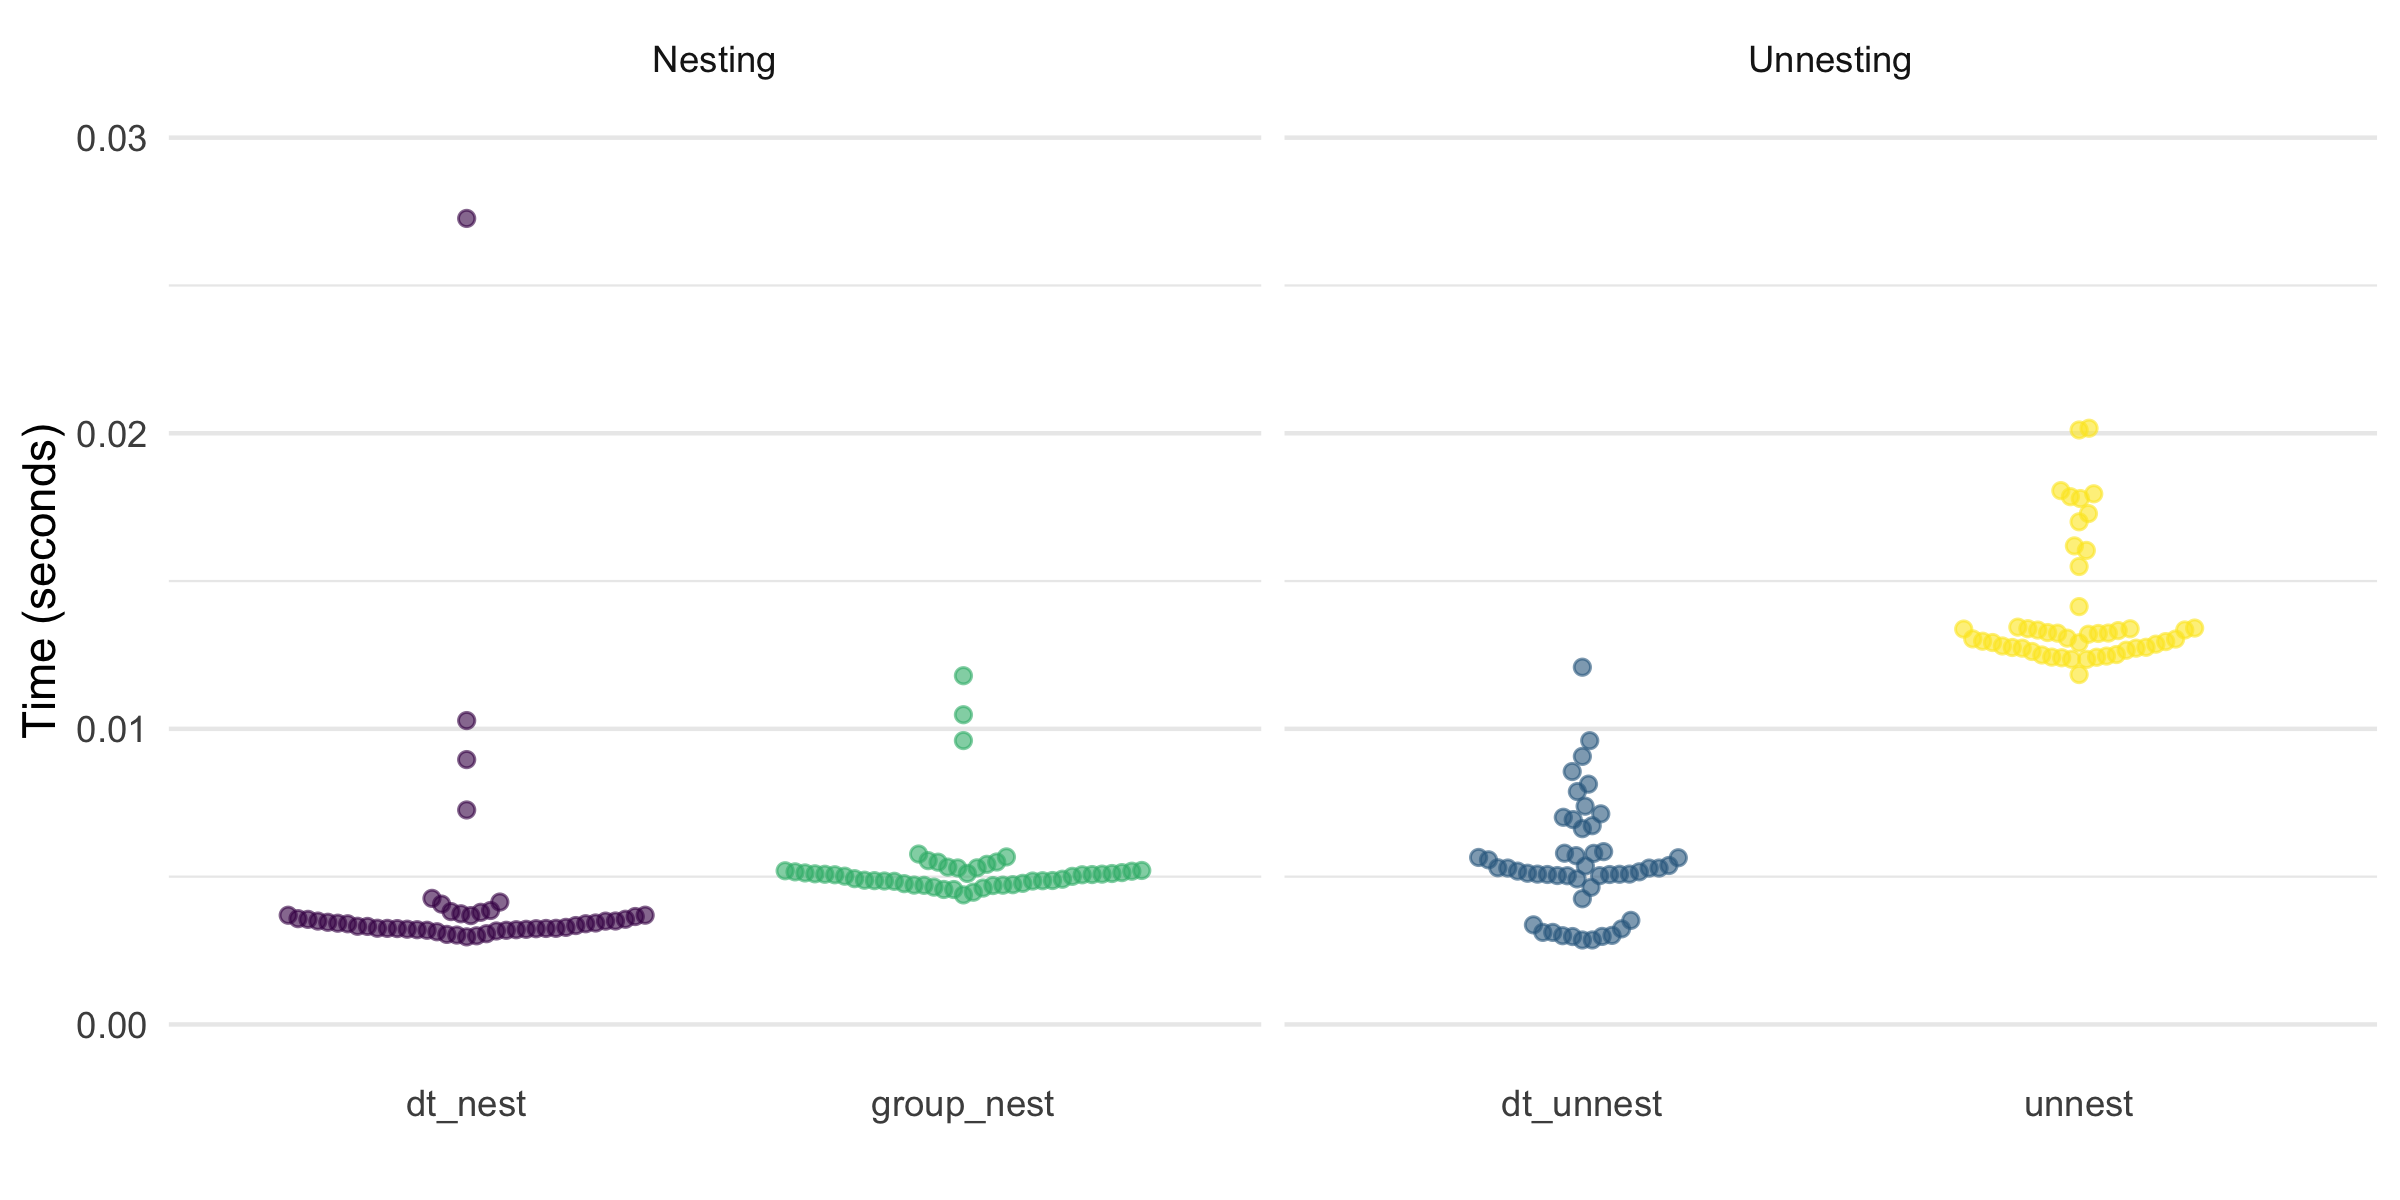 Nesting
Unnesting
Time (seconds)
0.03
0.02
0.01
0.00
dt_nest
group_nest
dt_unnest
unnest